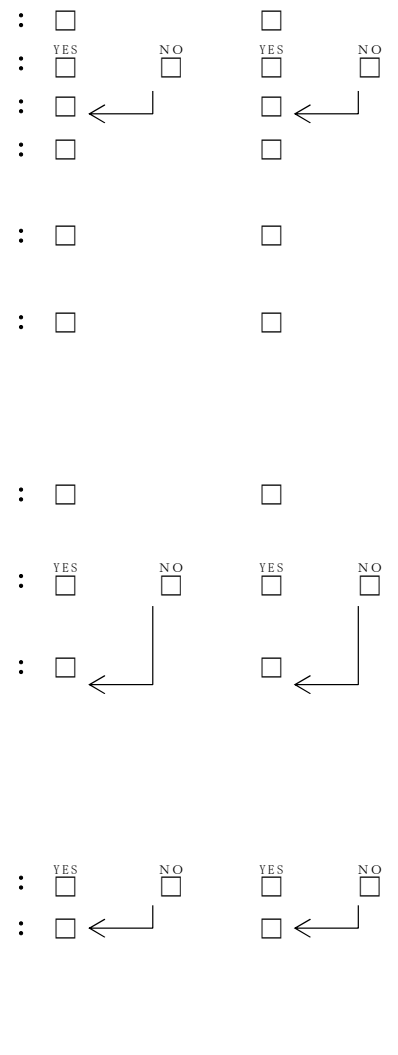 : □ □
YES NO YES NO
: □ □ □ □
: □ □
: □ □
: □ □
: □ □
: □ □
YES NO YES NO
: □ □ □ □
: □ □
YES NO YES NO
: □ □ □ □
: □ □